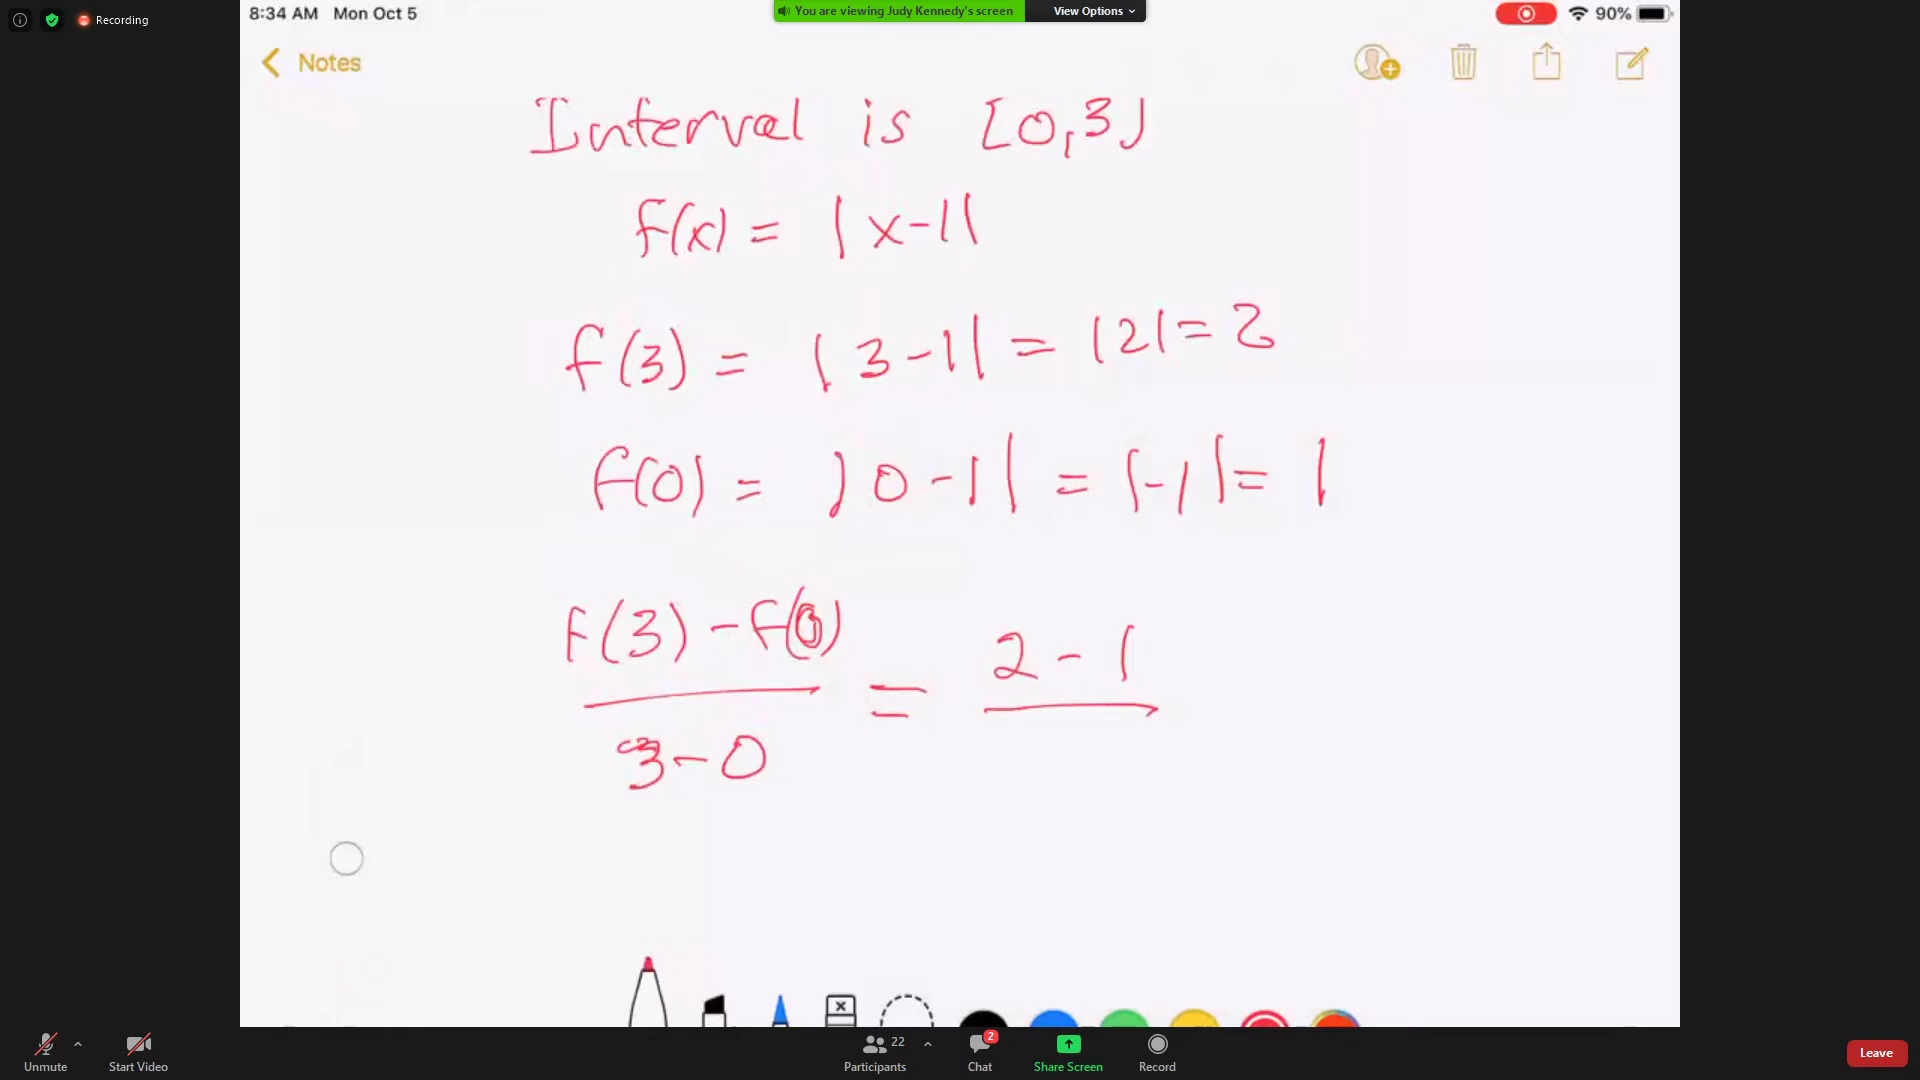 Recording
8:34 AM Mon Oct 5
You are viewing Judy Kennedy's screen
View Options
90%
Notes
Interval is [0,3]
f(x) = |x-1|
f(3) = |3-1| = |2| = 2
f(0) = |0-1| = |-1| = 1
f(3) - f(0)
3-0
=
2-1
Unmute
Start Video
22
Participants
2
Chat
Share Screen
Record
Leave